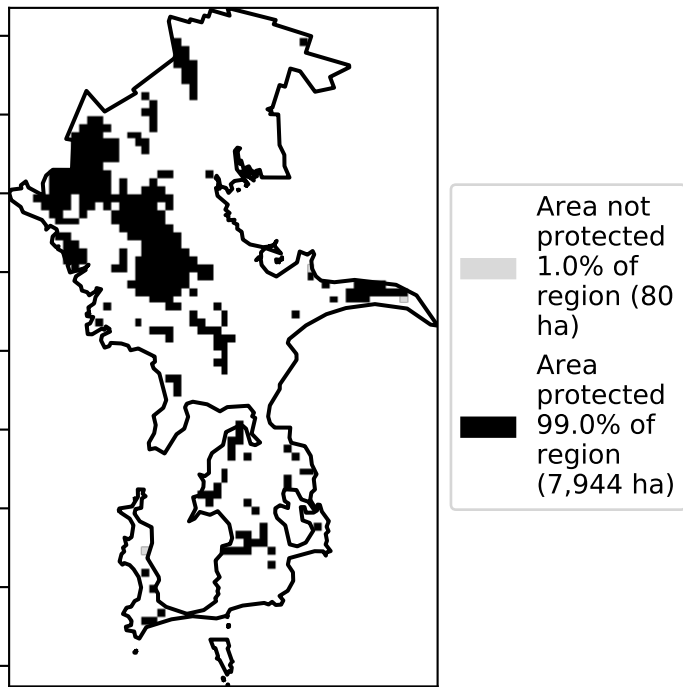 Area not
protected
1.0% of
region (80
ha)
Area
protected
99.0% of
region
(7,944 ha)